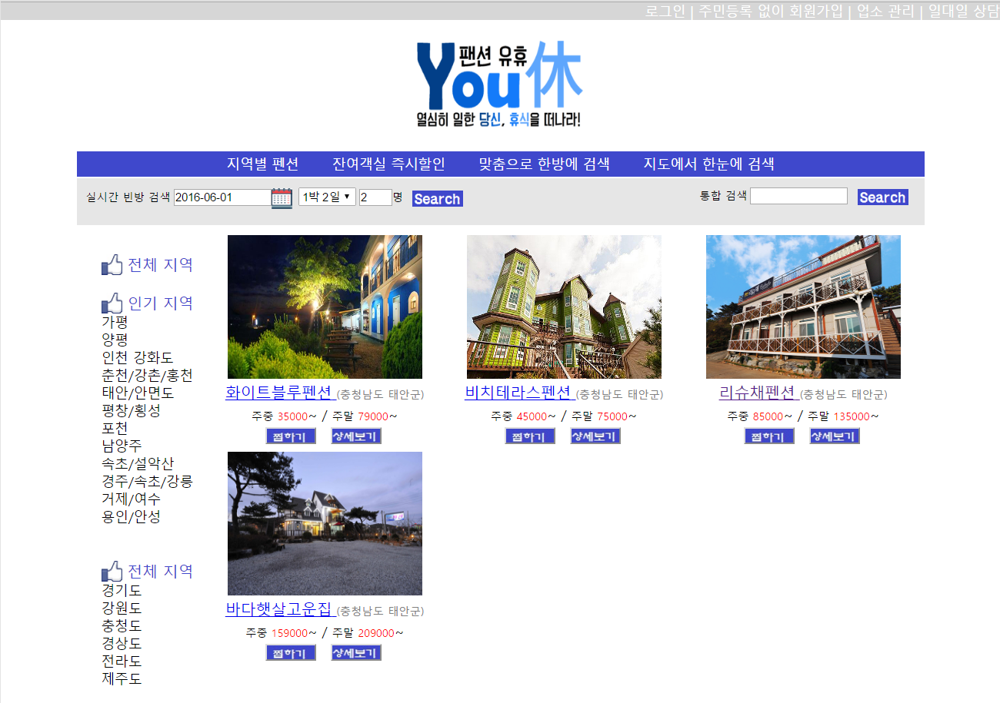 로그인 | 주민등록 없이 회원가입 | 업소 관리 | 일대일 상담
팬션 유휴
You休
열심히 일한 당신, 휴식을 떠나라!
지역별 펜션 잔여객실 즉시할인 맞춤으로 한방에 검색 지도에서 한눈에 검색
실시간 빈방 검색 2016-06-01 1박 2일 ▼ 2 명 Search 통합 검색 Search
전체 지역
인기 지역
가평
양평
인천 강화도
춘천/강촌/홍천
태안/안면도
평창/횡성
포천
남양주
속초/설악산
경주/속초/강릉
거제/여수
용인/안성
전체 지역
경기도
강원도
충청도
경상도
전라도
제주도
화이트블루펜션 (충청남도 태안군)
주중 35000~ / 주말 79000~
찜하기 상세보기
비치테라스펜션 (충청남도 태안군)
주중 45000~ / 주말 75000~
찜하기 상세보기
리슈채펜션 (충청남도 태안군)
주중 85000~ / 주말 135000~
찜하기 상세보기
바다햇살고운집 (충청남도 태안군)
주중 159000~ / 주말 209000~
찜하기 상세보기